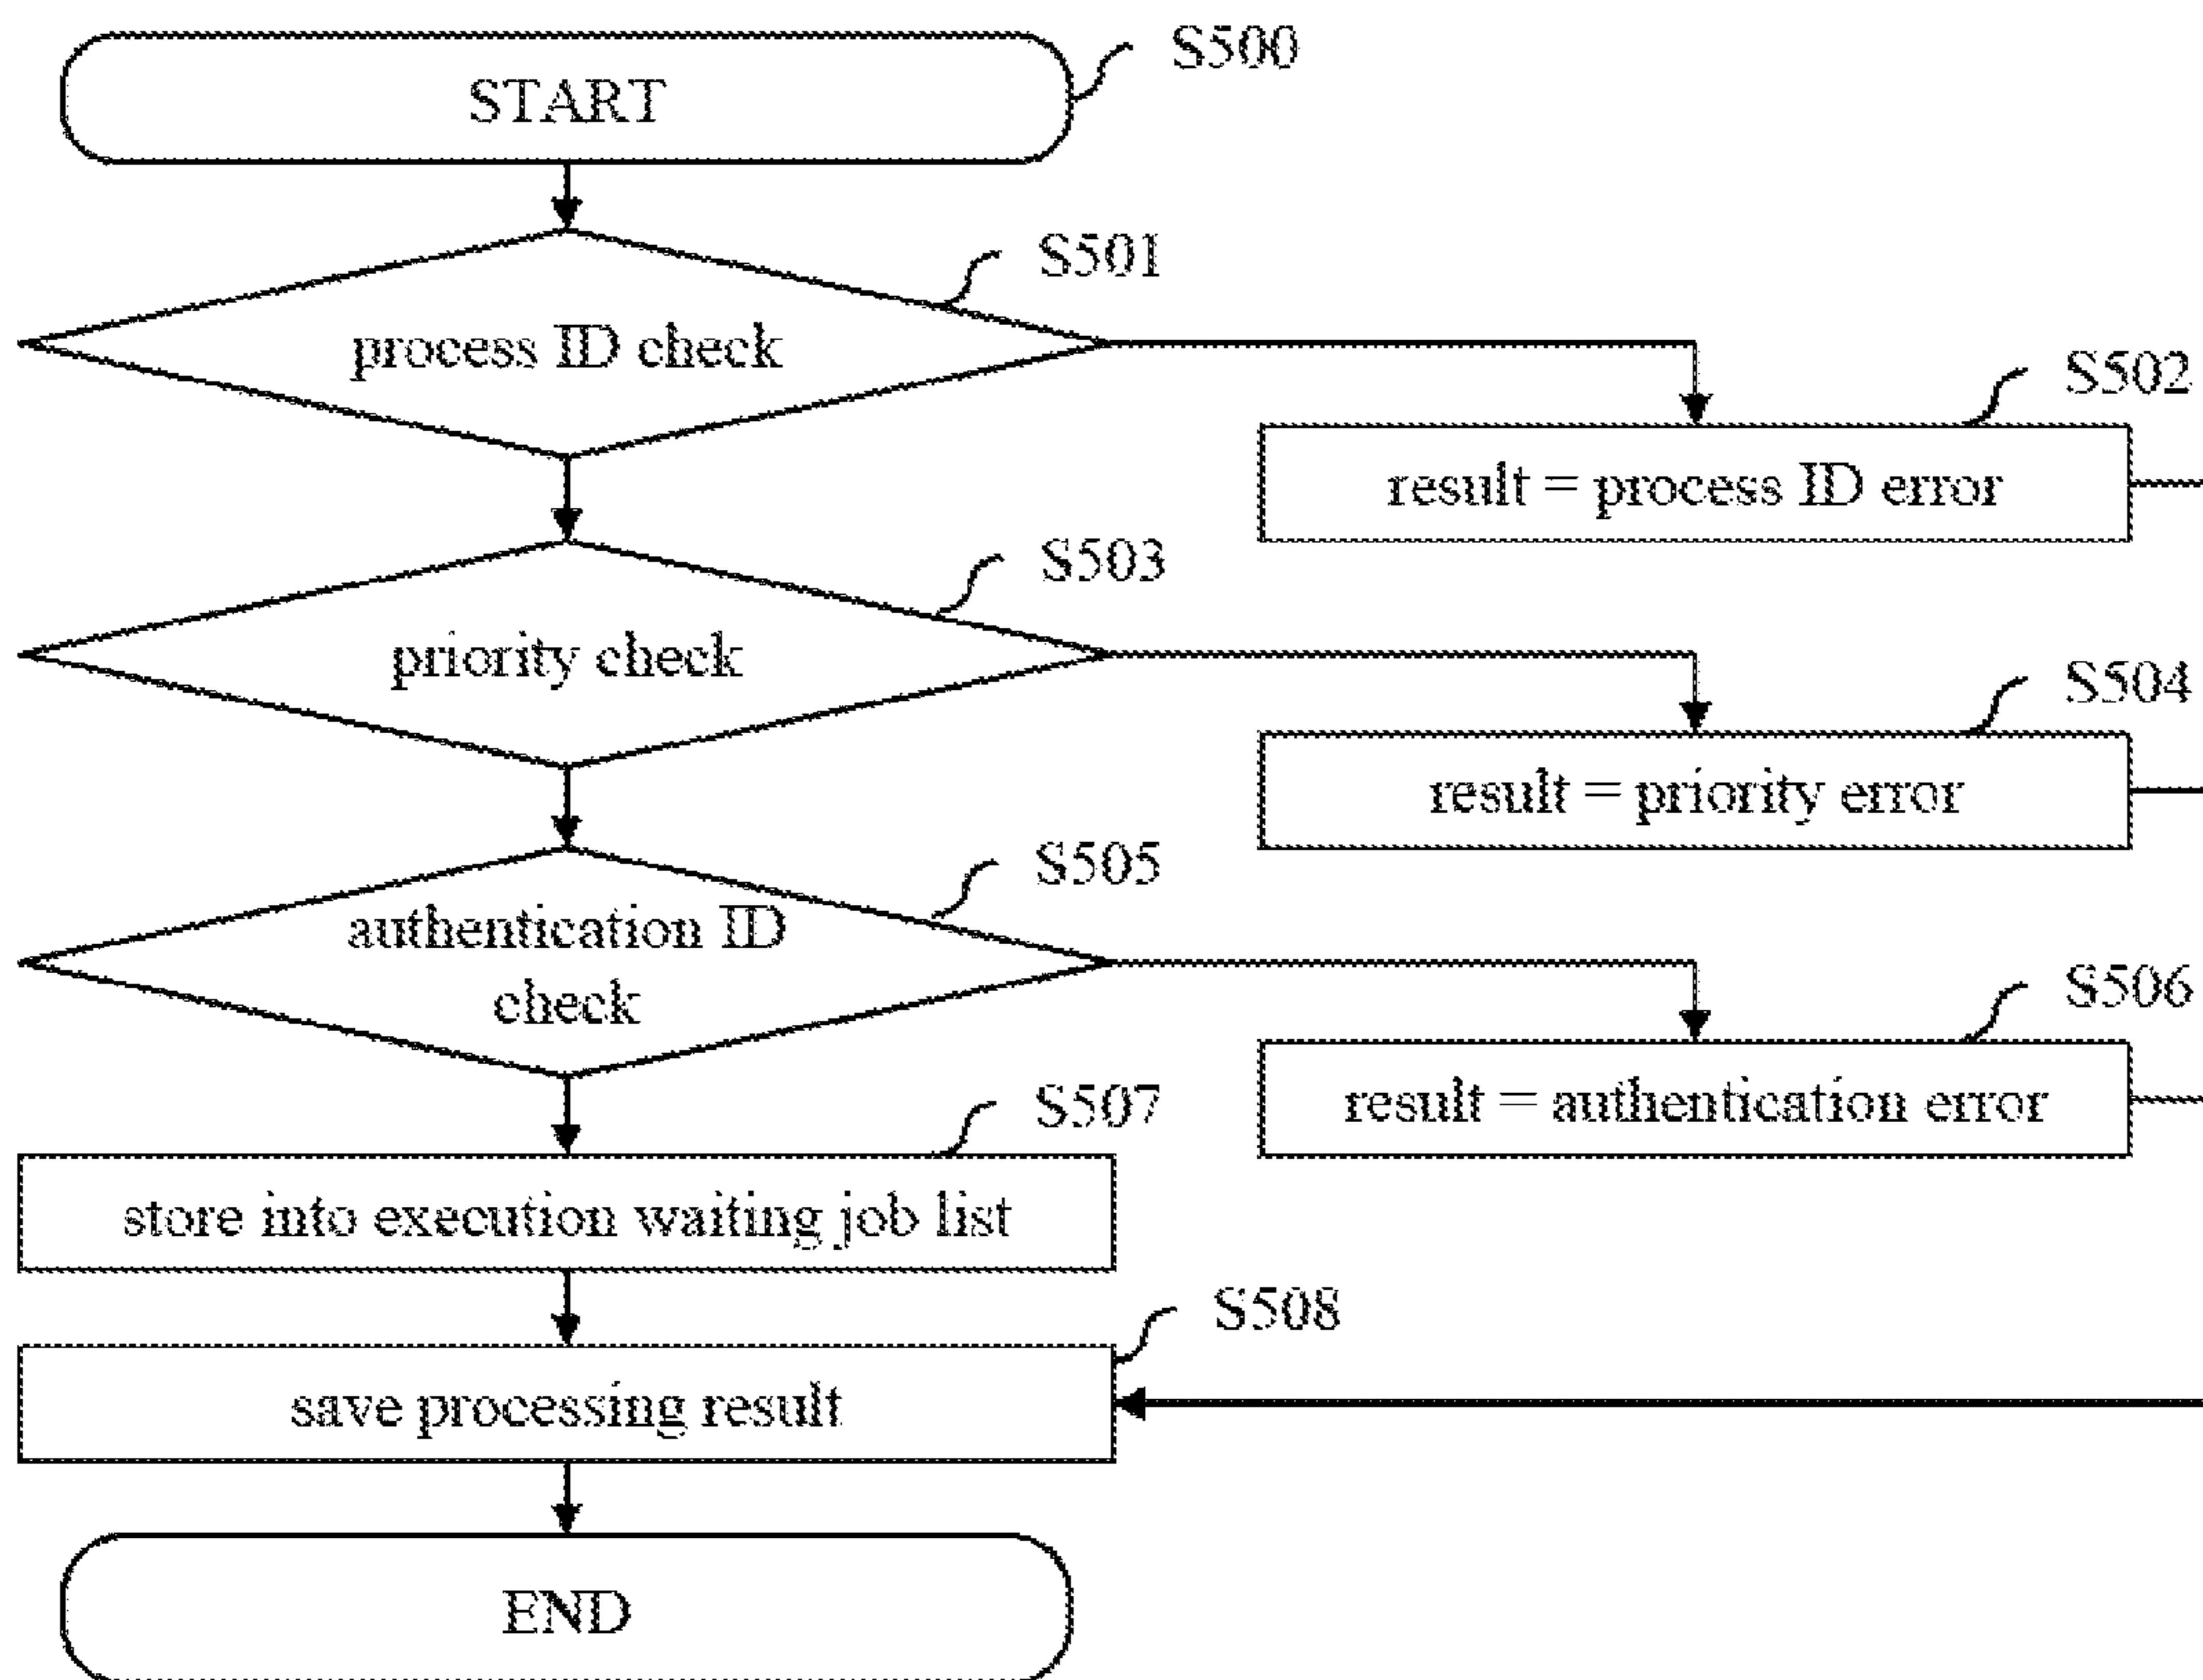 START
S500
S501
process ID check
S502
result = process ID error
S503
priority check
S504
result = priority error
S505
authentication ID
check
S506
result = authentication error
S507
store into execution waiting job list
S508
save processing result
END